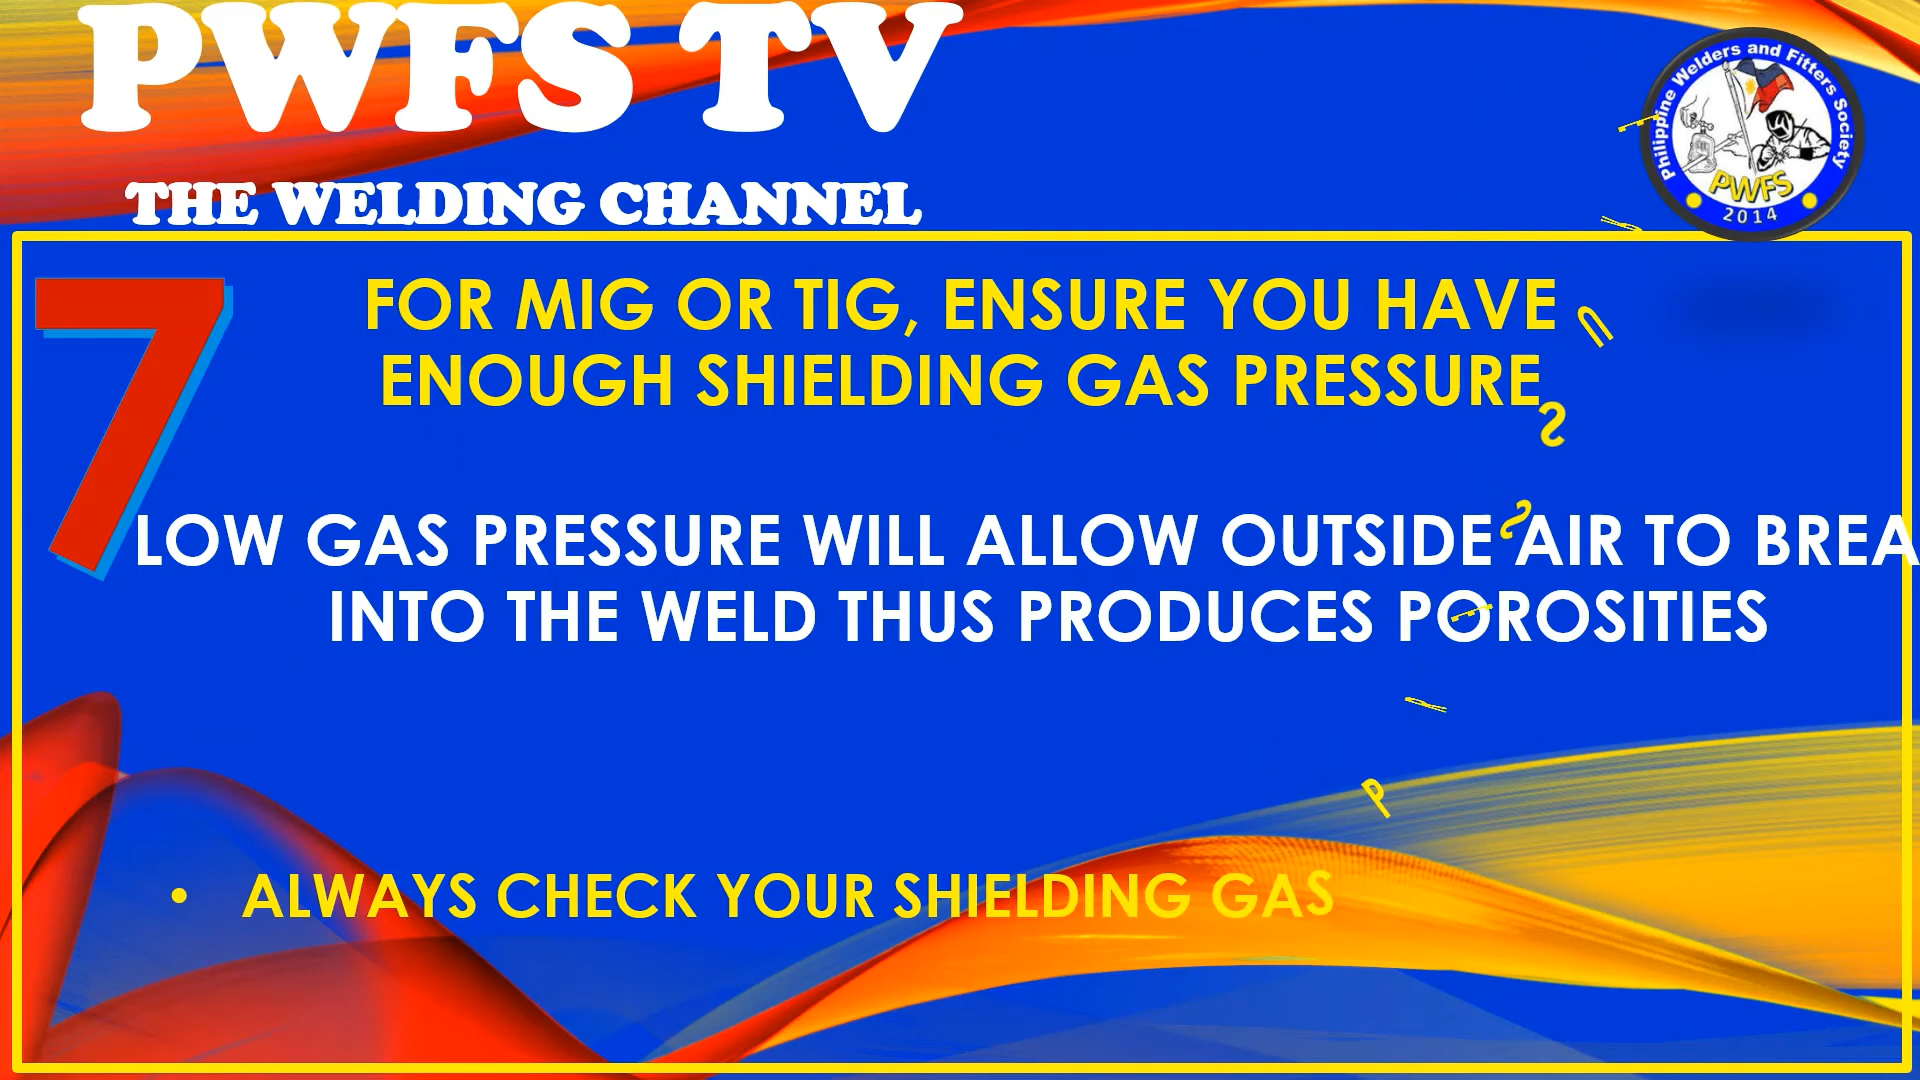 PWFS TV
THE WELDING CHANNEL
Philippine Welders and Fitters Society
PWFS
2014
7
FOR MIG OR TIG, ENSURE YOU HAVE
ENOUGH SHIELDING GAS PRESSURE
LOW GAS PRESSURE WILL ALLOW OUTSIDE AIR TO BREA
INTO THE WELD THUS PRODUCES POROSITIES
• ALWAYS CHECK YOUR SHIELDING GAS